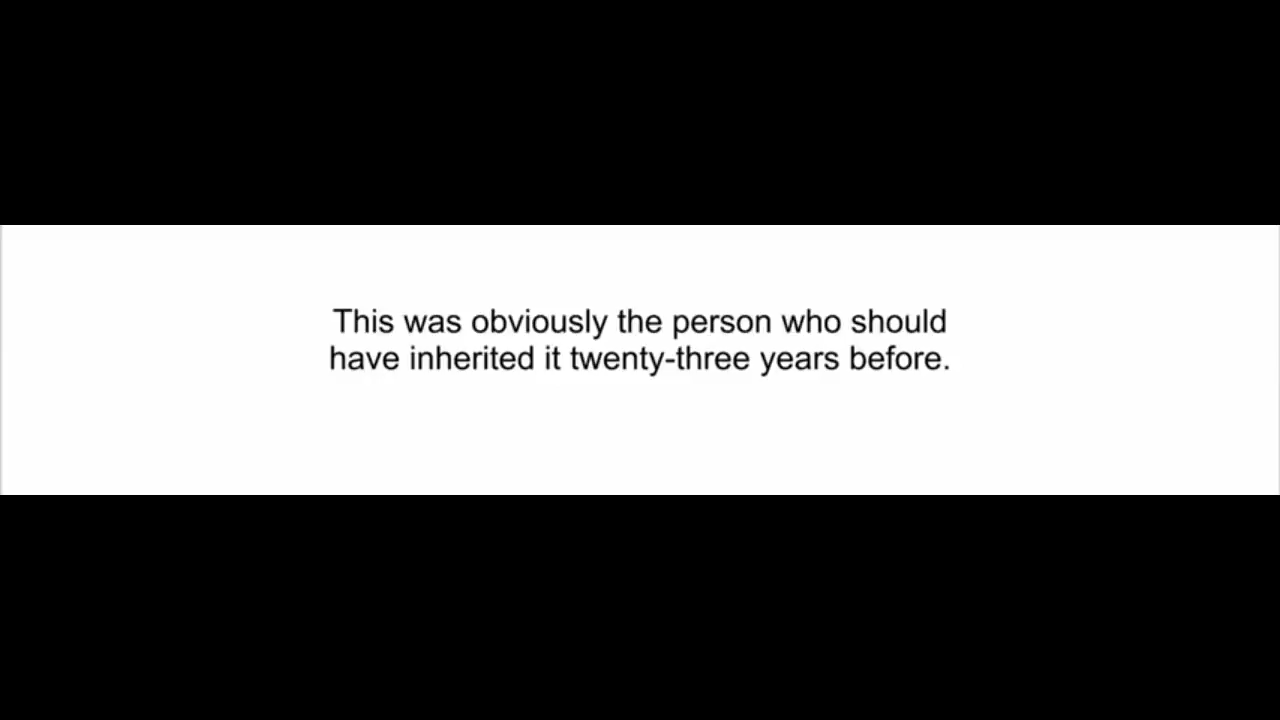 This was obviously the person who should
have inherited it twenty-three years before.